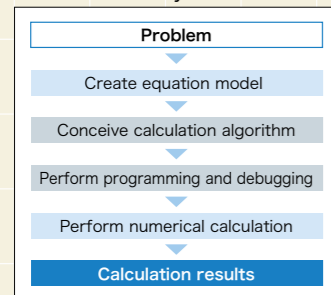 Problem
Create equation model
Conceive calculation algorithm
Perform programming and debugging
Perform numerical calculation
Calculation results